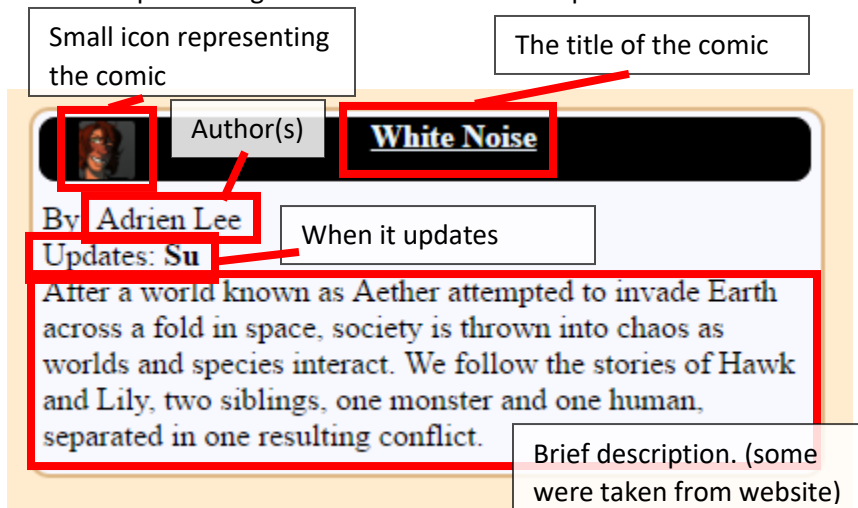 Small icon representing
the comic
The title of the comic
Author(s)
White Noise
By: Adrien Lee
When it updates
Updates: Su
After a world known as Aether attempted to invade Earth
across a fold in space, society is thrown into chaos as
worlds and species interact. We follow the stories of Hawk
and Lily, two siblings, one monster and one human,
separated in one resulting conflict.
Brief description. (some
were taken from website)